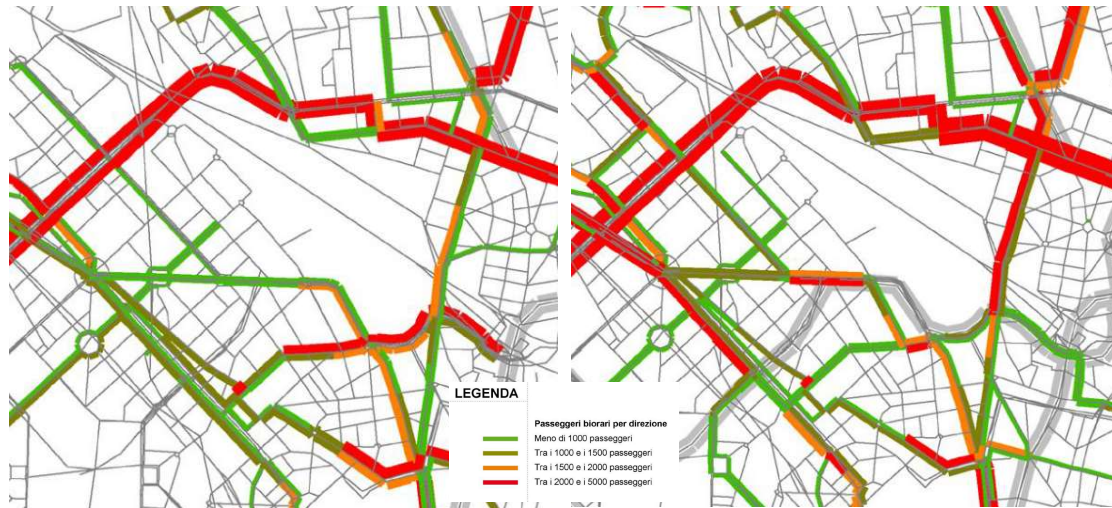 LEGENDA
Passeggeri biorari per direzione
Meno di 1000 passeggeri
Tra i 1000 e i 1500 passeggeri
Tra i 1500 e i 2000 passeggeri
Tra i 2000 e i 5000 passeggeri